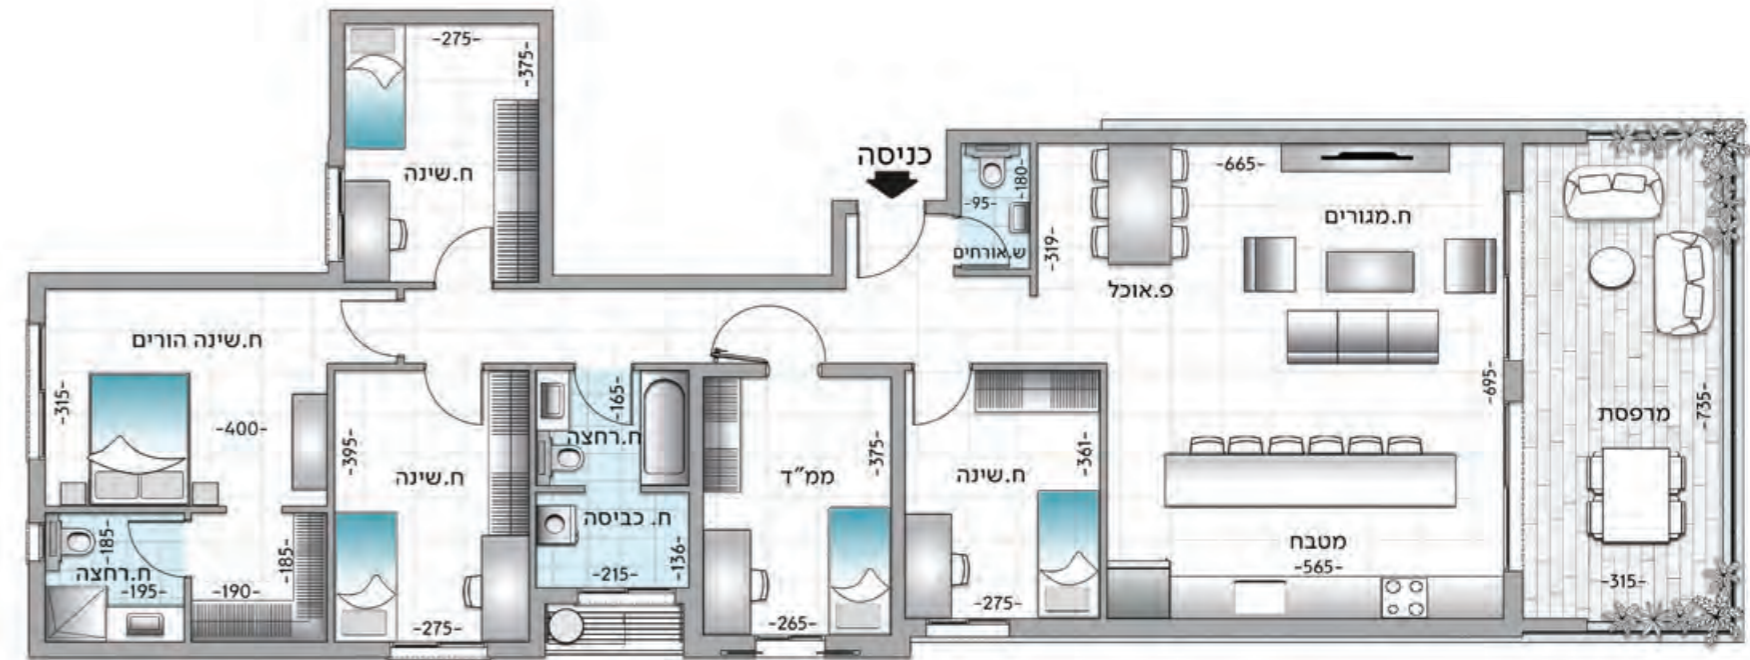 -275-
-375-
ח.שינה
כניסה
-180-
-95-
ש.אורחים
-319-
-665-
ח.מגורים
פ.אוכל
ח.שינה הורים
-315-
-400-
-395-
ח.שינה
-275-
-165-
ח.רחצה
ח. כביסה
-136-
-215-
-375-
ממ״ד
-265-
-361-
ח.שינה
-275-
-695-
מרפסת
-735-
-315-
מטבח
-565-
-185-
ח.רחצה
-195-
-190-
-185-